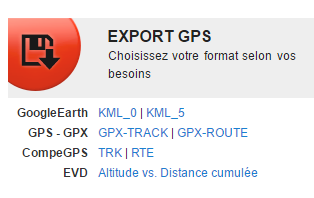 EXPORT GPS
Choisissez votre format selon vos
besoins
GoogleEarth KML_0 | KML_5
GPS - GPX GPX-TRACK | GPX-ROUTE
CompeGPS TRK | RTE
EVD Altitude vs. Distance cumulée